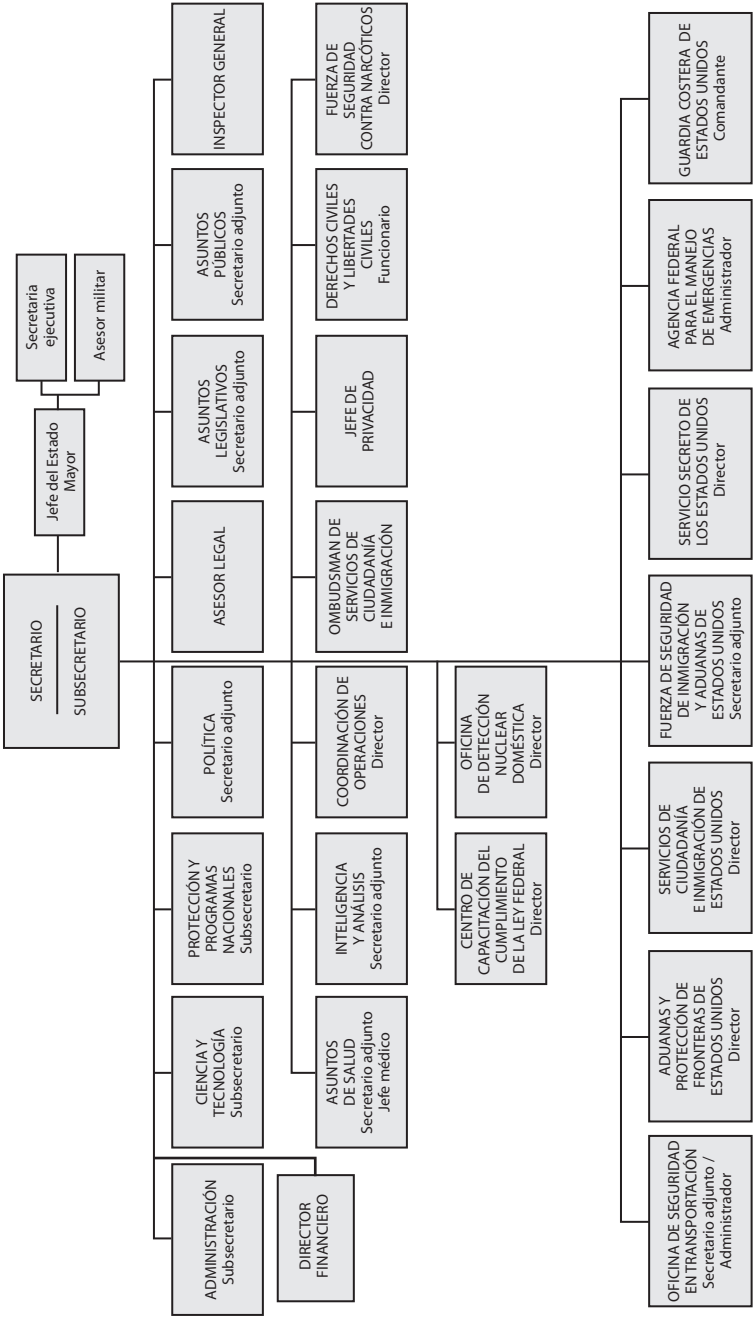 SECRETARIO
SUBSECRETARIO
Jefe del Estado
Mayor
Secretaria
ejecutiva
Asesor militar
ADMINISTRACIÓN
Subsecretario
CIENCIA Y
TECNOLOGÍA
Subsecretario
PROTECCIÓN Y
PROGRAMAS
NACIONALES
Subsecretario
POLÍTICA
Secretario adjunto
ASESOR LEGAL
ASUNTOS
LEGISLATIVOS
Secretario adjunto
ASUNTOS
PÚBLICOS
Secretario adjunto
INSPECTOR GENERAL
DIRECTOR
FINANCIERO
ASUNTOS
DE SALUD
Secretario adjunto
Jefe médico
INTELIGENCIA
Y ANÁLISIS
Secretario adjunto
COORDINACIÓN DE
OPERACIONES
Director
OMBUDSMAN DE
SERVICIOS DE
CIUDADANÍA
E INMIGRACIÓN
JEFE DE
PRIVACIDAD
DERECHOS CIVILES
Y LIBERTADES
CIVILES
Funcionario
FUERZA DE
SEGURIDAD
CONTRA NARCÓTICOS
Director
CENTRO DE
CAPACITACIÓN DEL
CUMPLIMIENTO
DE LA LEY FEDERAL
Director
OFICINA
DE DETECCIÓN
NUCLEAR
DOMÉSTICA
Director
OFICINA DE SEGURIDAD
EN TRANSPORTACIÓN
Secretario adjunto /
Administrador
ADUANAS Y
PROTECCIÓN DE
FRONTERAS DE
ESTADOS UNIDOS
Director
SERVICIOS DE
CIUDADANÍA
E INMIGRACIÓN DE
ESTADOS UNIDOS
Director
FUERZA DE SEGURIDAD
DE INMIGRACIÓN
Y ADUANAS DE
ESTADOS UNIDOS
Secretario adjunto
SERVICIO SECRETO DE
LOS ESTADOS UNIDOS
Director
AGENCIA FEDERAL
PARA EL MANEJO
DE EMERGENCIAS
Administrador
GUARDIA COSTERA DE
ESTADOS UNIDOS
Comandante